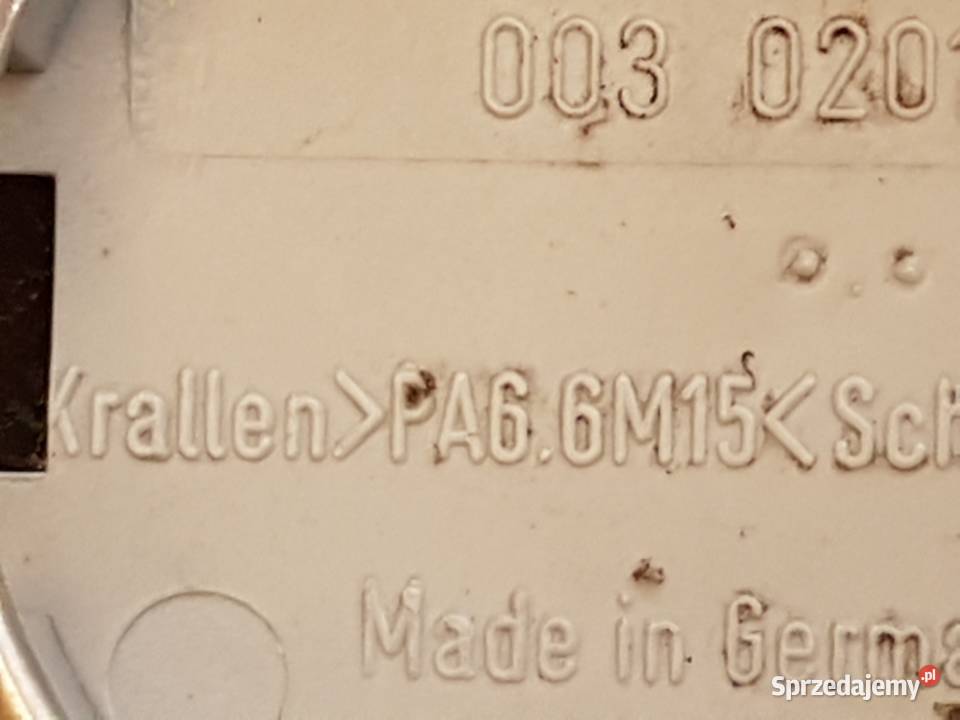 003 0201
Krallen>PA6.6M15<Sch
Made in Germa
Sprzedajemy.pl